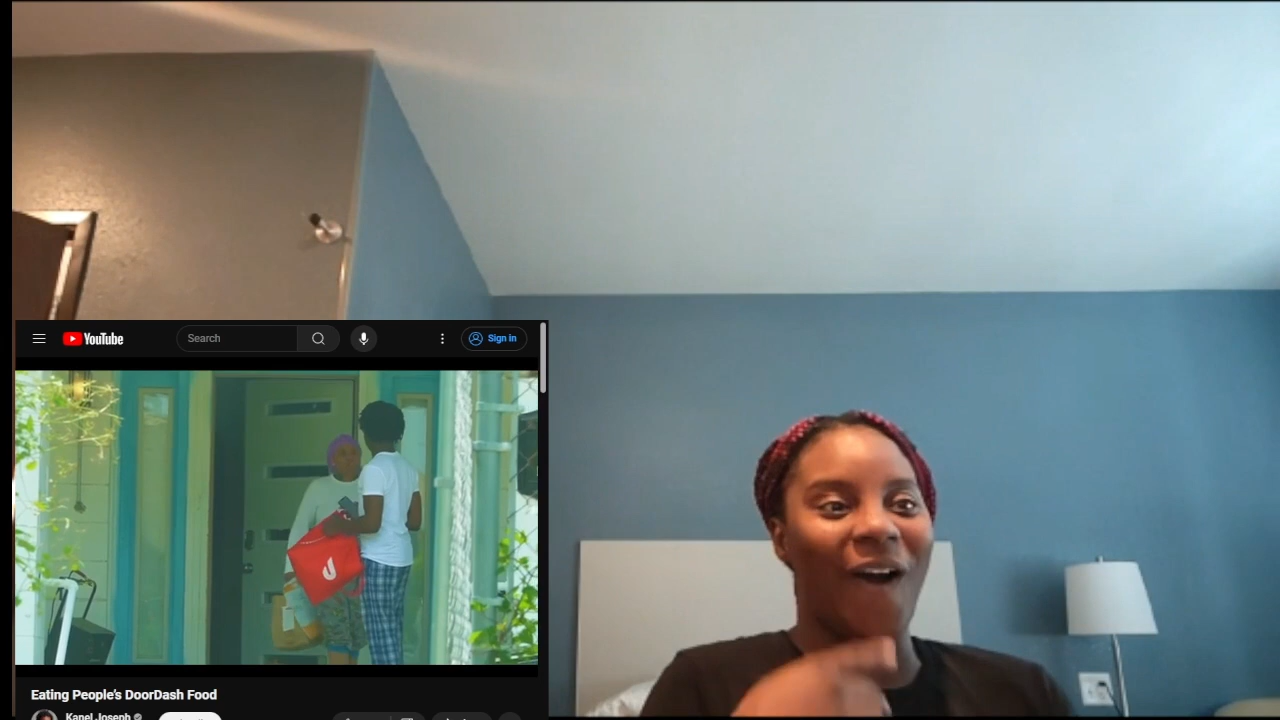 YouTube
Search
Sign in
Eating People's DoorDash Food
Kanel Joseph